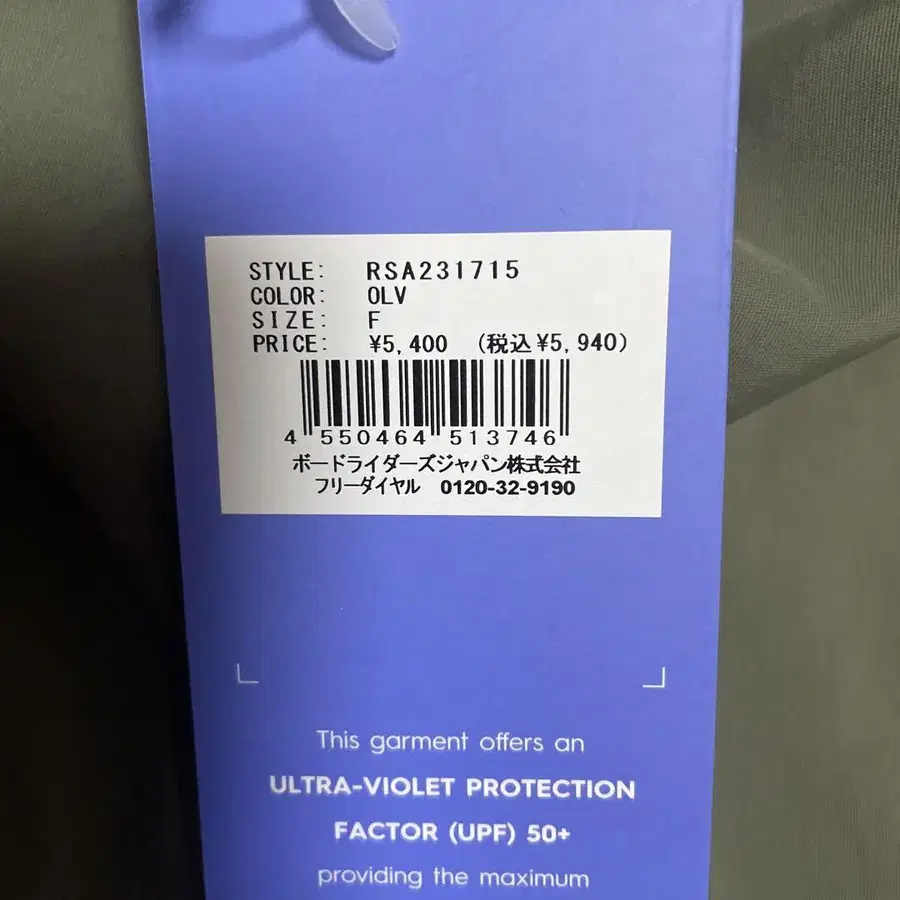 STYLE: RSA231715
COLOR: OLV
SIZE: F
PRICE: ¥5,400 (税込¥5,940)
4 550464 513746
ボードライダーズジャパン株式会社
フリーダイヤル 0120-32-9190
This garment offers an
ULTRA-VIOLET PROTECTION
FACTOR (UPF) 50+
providing the maximum